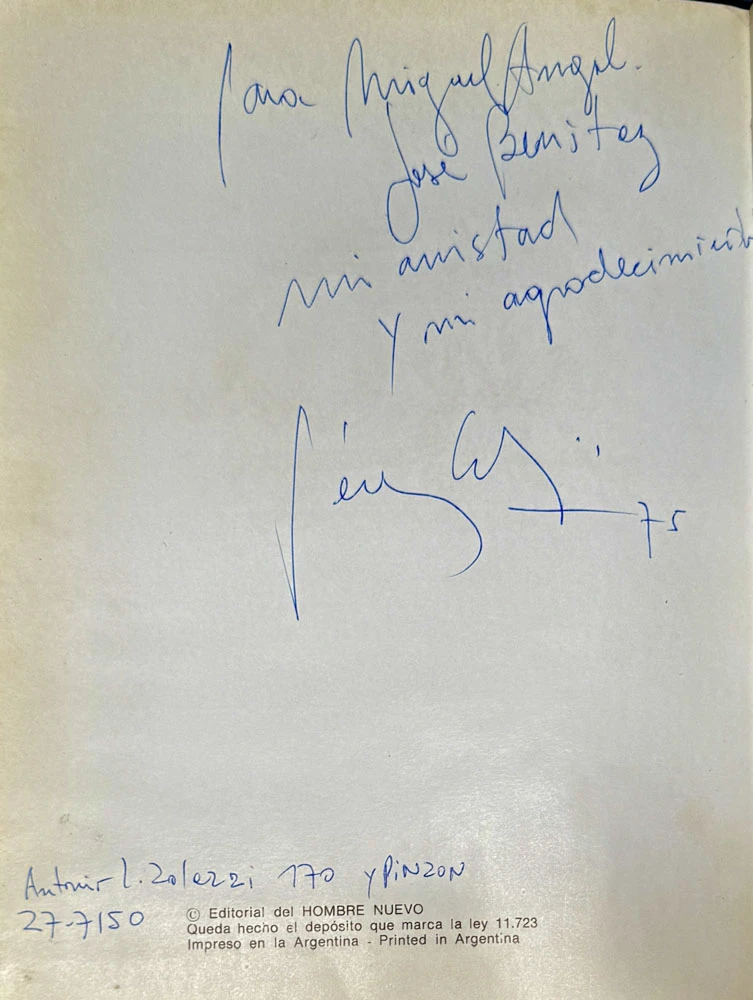 Para Miguel Angel.
José Benitez
mi amistad
y mi agradecimiento
75
L. Zolezzi 170 y PiNZON
27-7150
© Editorial del HOMBRE NUEVO
Queda hecho el depósito que marca la ley 11.723
Impreso en la Argentina - Printed in Argentina